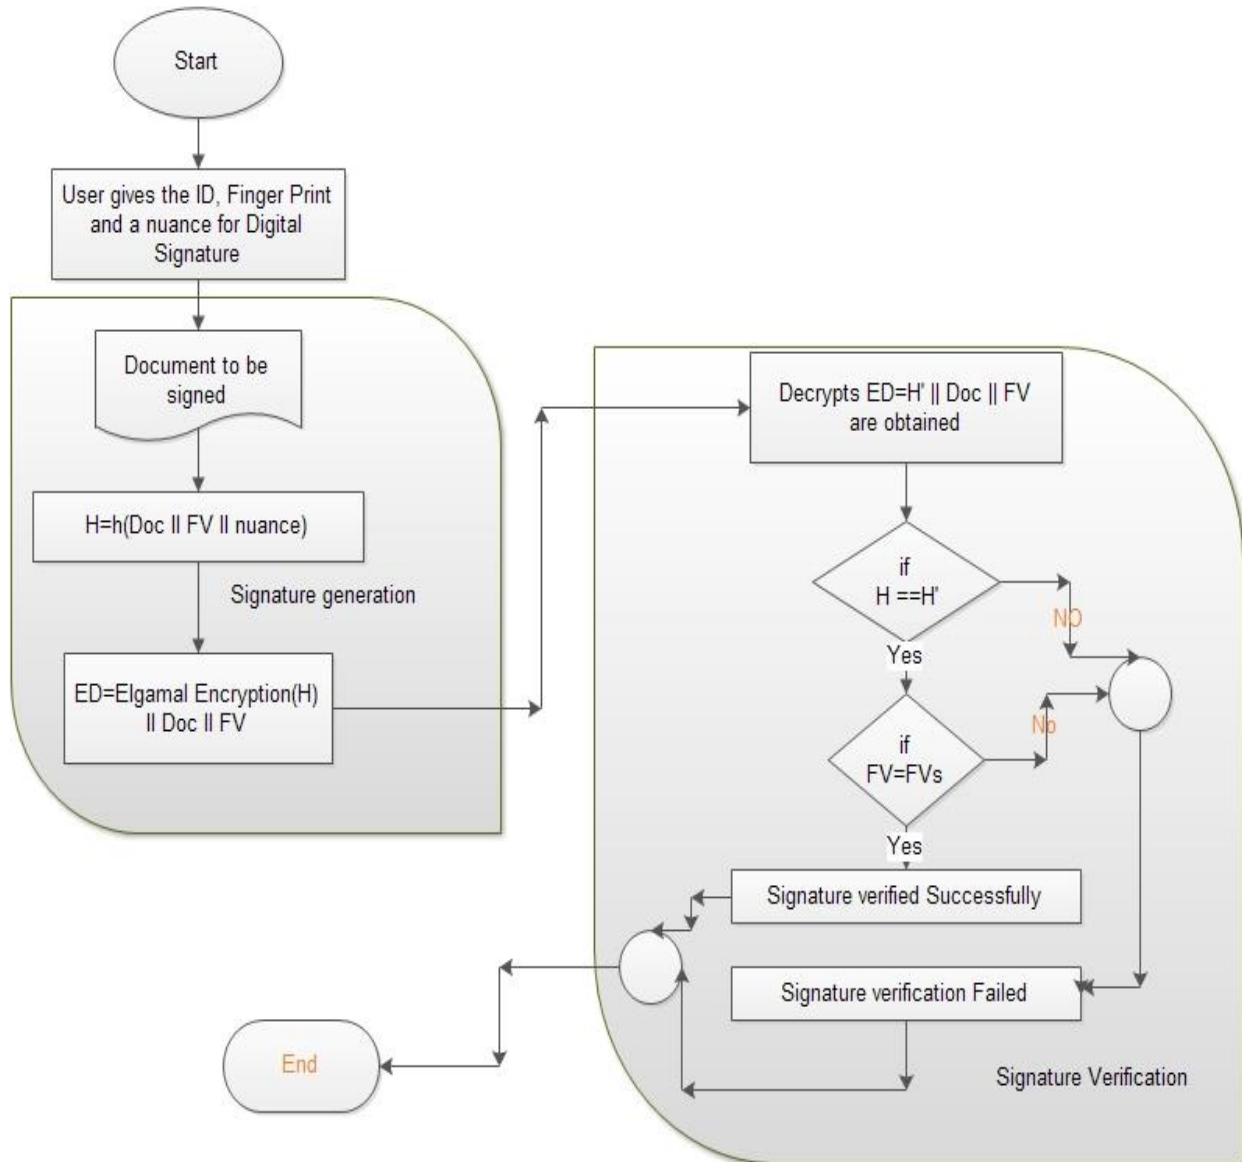 Start
User gives the ID, Finger Print
and a nuance for Digital
Signature
Document to be
signed
H=h(Doc II FV II nuance)
Signature generation
ED=Elgamal Encryption(H)
II Doc II FV
Decrypts ED=H' || Doc || FV
are obtained
if
H ==H'
NO
Yes
if
FV=FVs
No
Yes
Signature verified Successfully
Signature verification Failed
Signature Verification
End